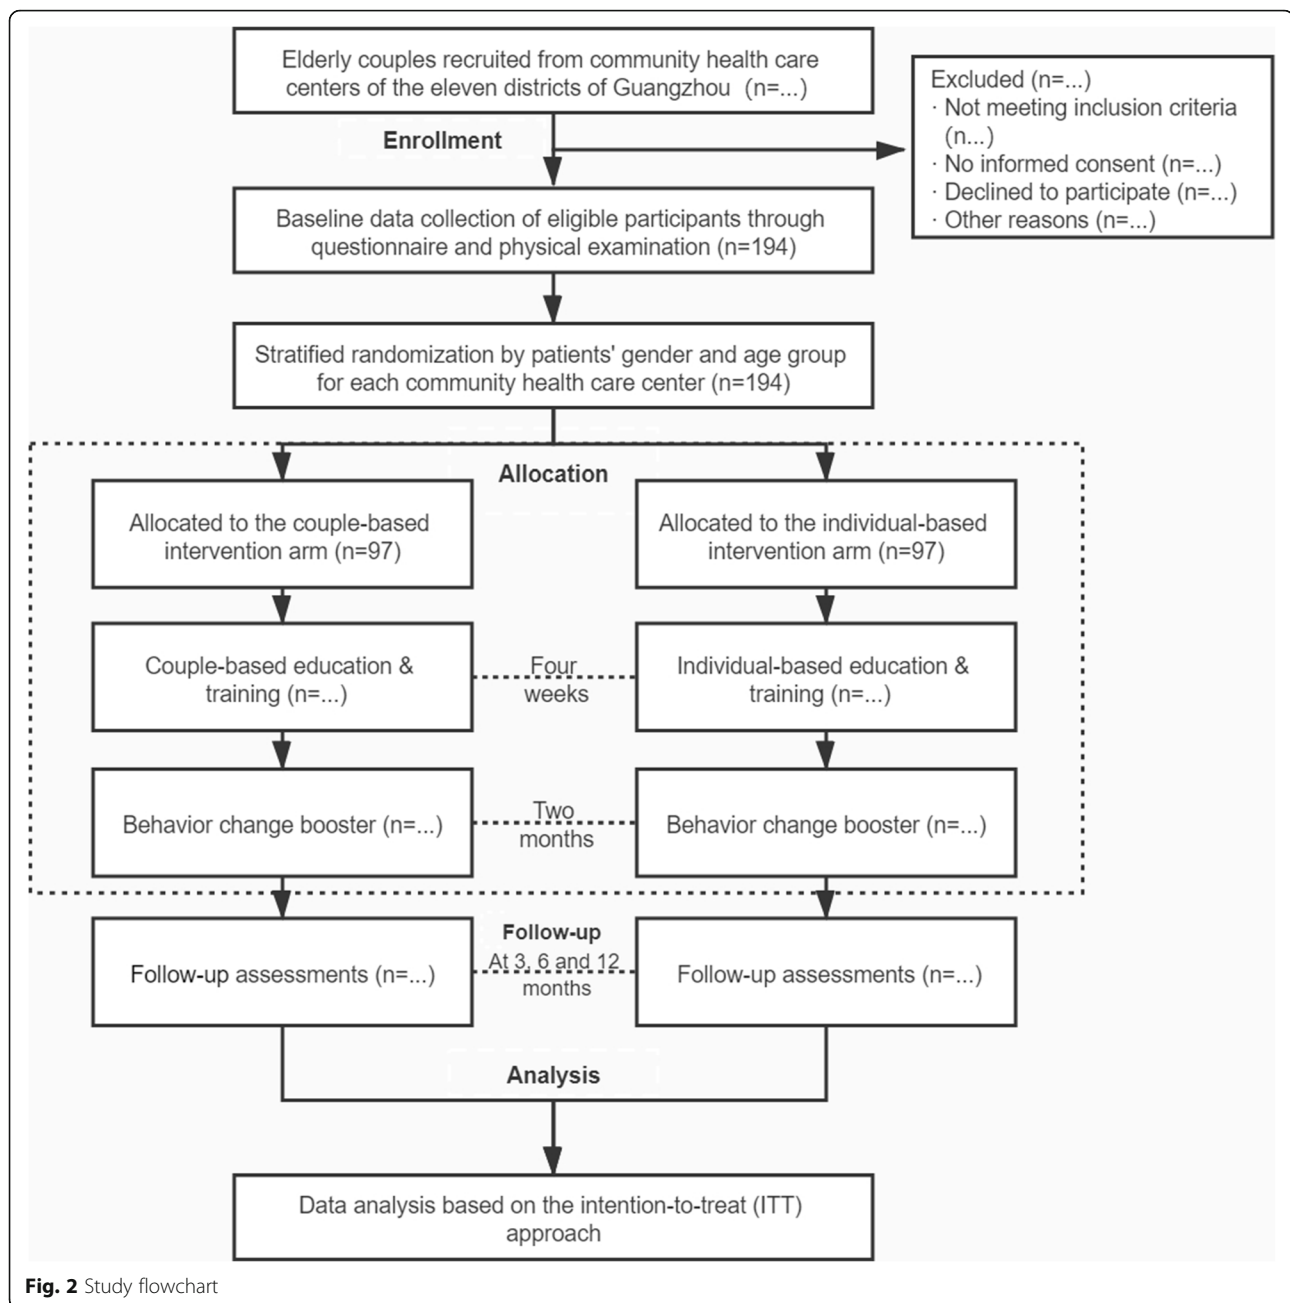 Elderly couples recruited from community health care
centers of the eleven districts of Guangzhou (n=...)
Excluded (n=...)
· Not meeting inclusion criteria
(n...)
· No informed consent (n=...)
· Declined to participate (n=...)
· Other reasons (n=...)
Enrollment
Baseline data collection of eligible participants through
questionnaire and physical examination (n=194)
Stratified randomization by patients' gender and age group
for each community health care center (n=194)
Allocation
Allocated to the couple-based
intervention arm (n=97)
Allocated to the individual-based
intervention arm (n=97)
Couple-based education &
training (n=...)
Four
weeks
Individual-based education &
training (n=...)
Behavior change booster (n=...)
Two
months
Behavior change booster (n=...)
Follow-up assessments (n=...)
Follow-up
At 3, 6 and 12
months
Follow-up assessments (n=...)
Analysis
Data analysis based on the intention-to-treat (ITT)
approach
Fig. 2 Study flowchart